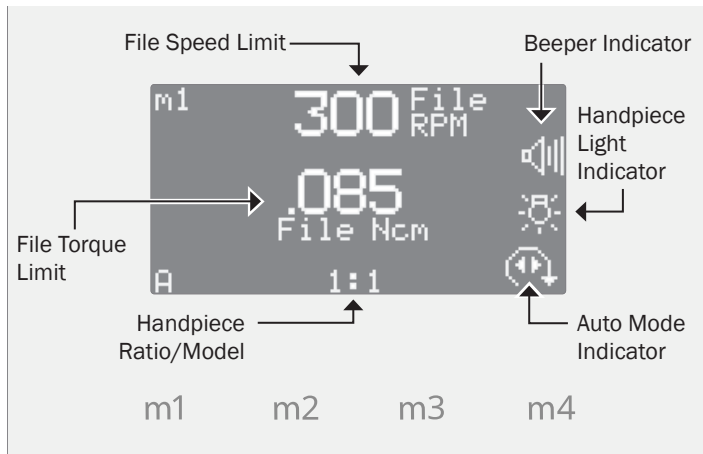 File Speed Limit
Beeper Indicator
m1
300 File
RPM
Handpiece
Light
Indicator
.085
File Ncm
File Torque
Limit
A
1:1
Handpiece
Ratio/Model
Auto Mode
Indicator
m1 m2 m3 m4